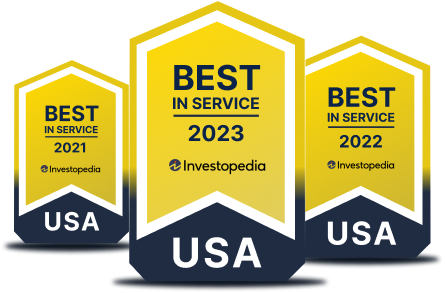 BEST
IN SERVICE
2021
Investopedia
USA
BEST
IN SERVICE
2023
Investopedia
USA
BEST
IN SERVICE
2022
Investopedia
USA